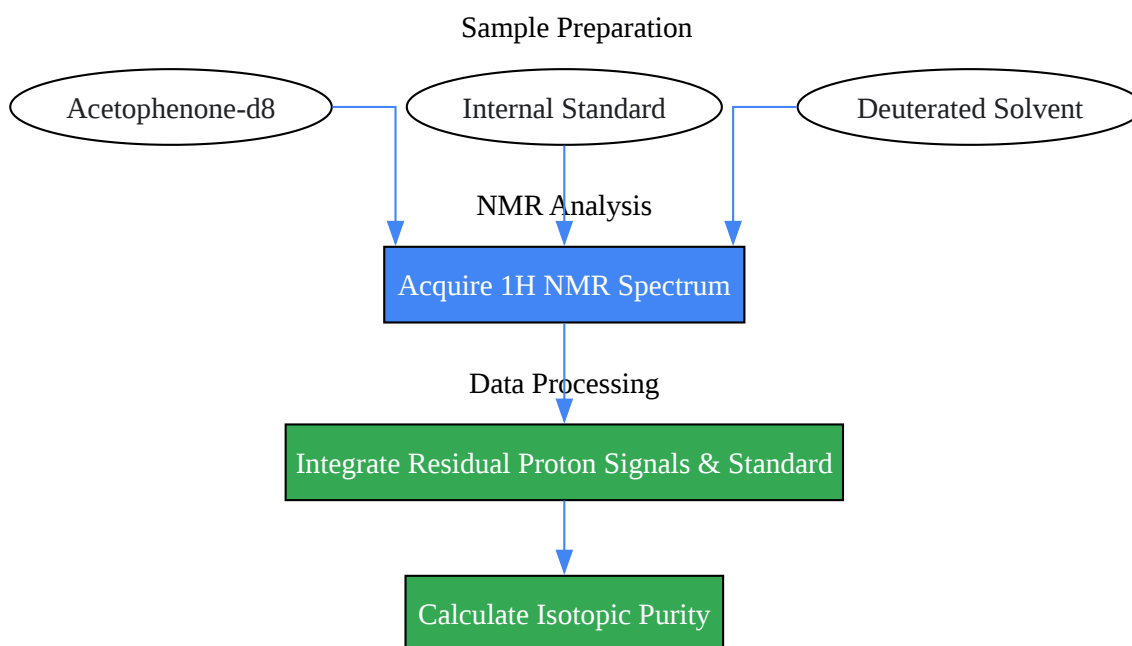 Sample Preparation
Acetophenone-d8
Internal Standard
Deuterated Solvent
NMR Analysis
Acquire 1H NMR Spectrum
Data Processing
Integrate Residual Proton Signals & Standard
Calculate Isotopic Purity